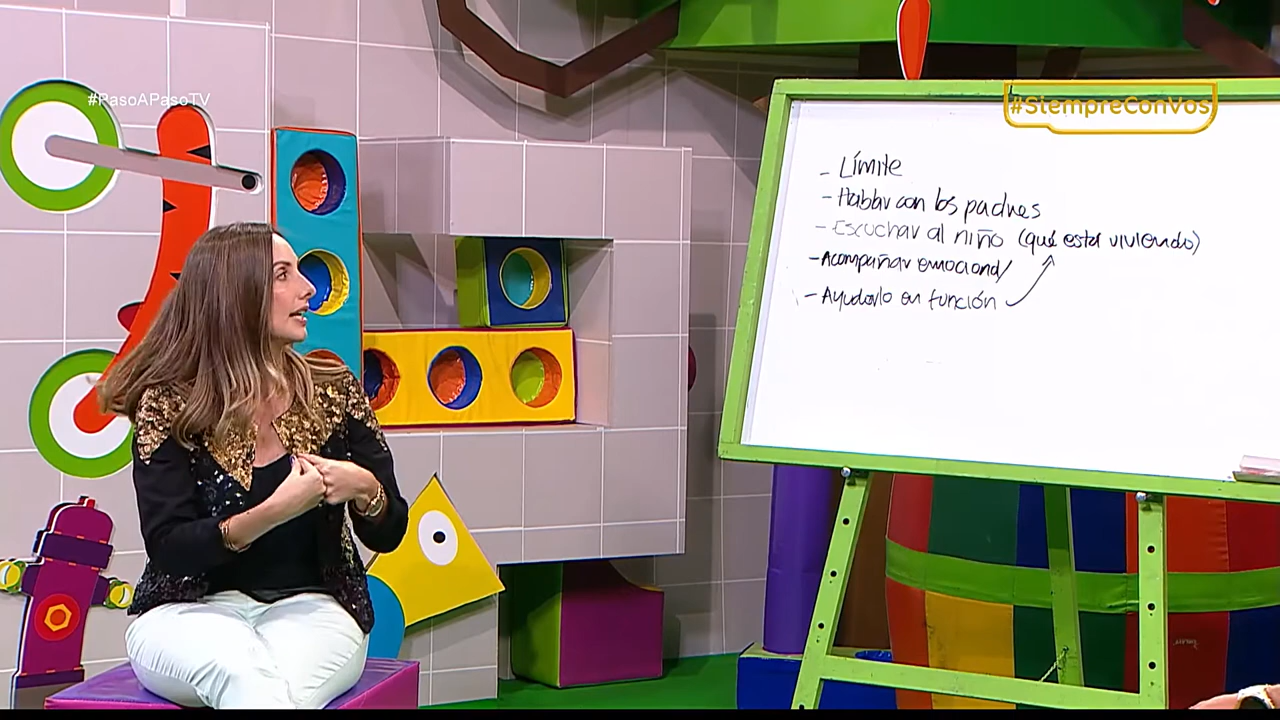 #PasoAPasoTV
#SiempreConVos
- Límite
- Hablar con los padres
- Escuchar al niño (qué está viviendo)
- Acompañar emocional/
- Ayudarlo en función